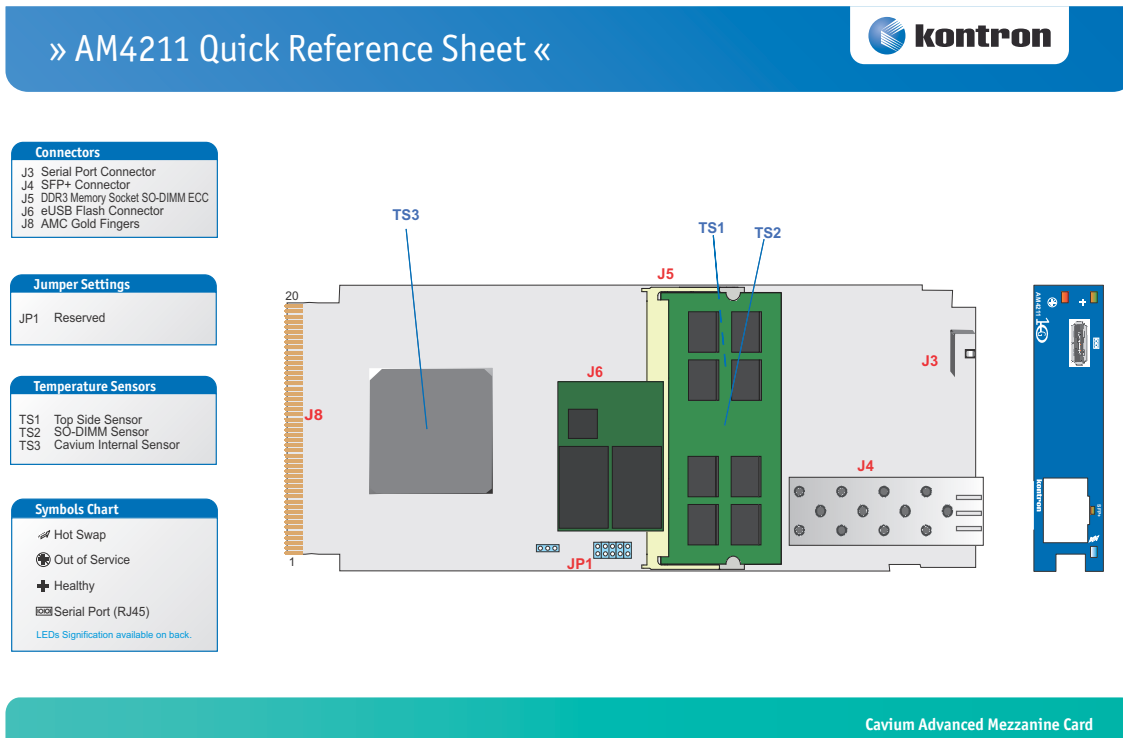 » AM4211 Quick Reference Sheet «
kontron
Connectors
J3 Serial Port Connector
J4 SFP+ Connector
J5 DDR3 Memory Socket SO-DIMM ECC
J6 eUSB Flash Connector
J8 AMC Gold Fingers
Jumper Settings
JP1 Reserved
Temperature Sensors
TS1 Top Side Sensor
TS2 SO-DIMM Sensor
TS3 Cavium Internal Sensor
Symbols Chart
Hot Swap
Out of Service
Healthy
Serial Port (RJ45)
LEDs Signification available on back.
TS3
TS1
TS2
J5
20
J3
J6
J8
J4
1
JP1
AM4211
10G
kontron
SFP+
Cavium Advanced Mezzanine Card